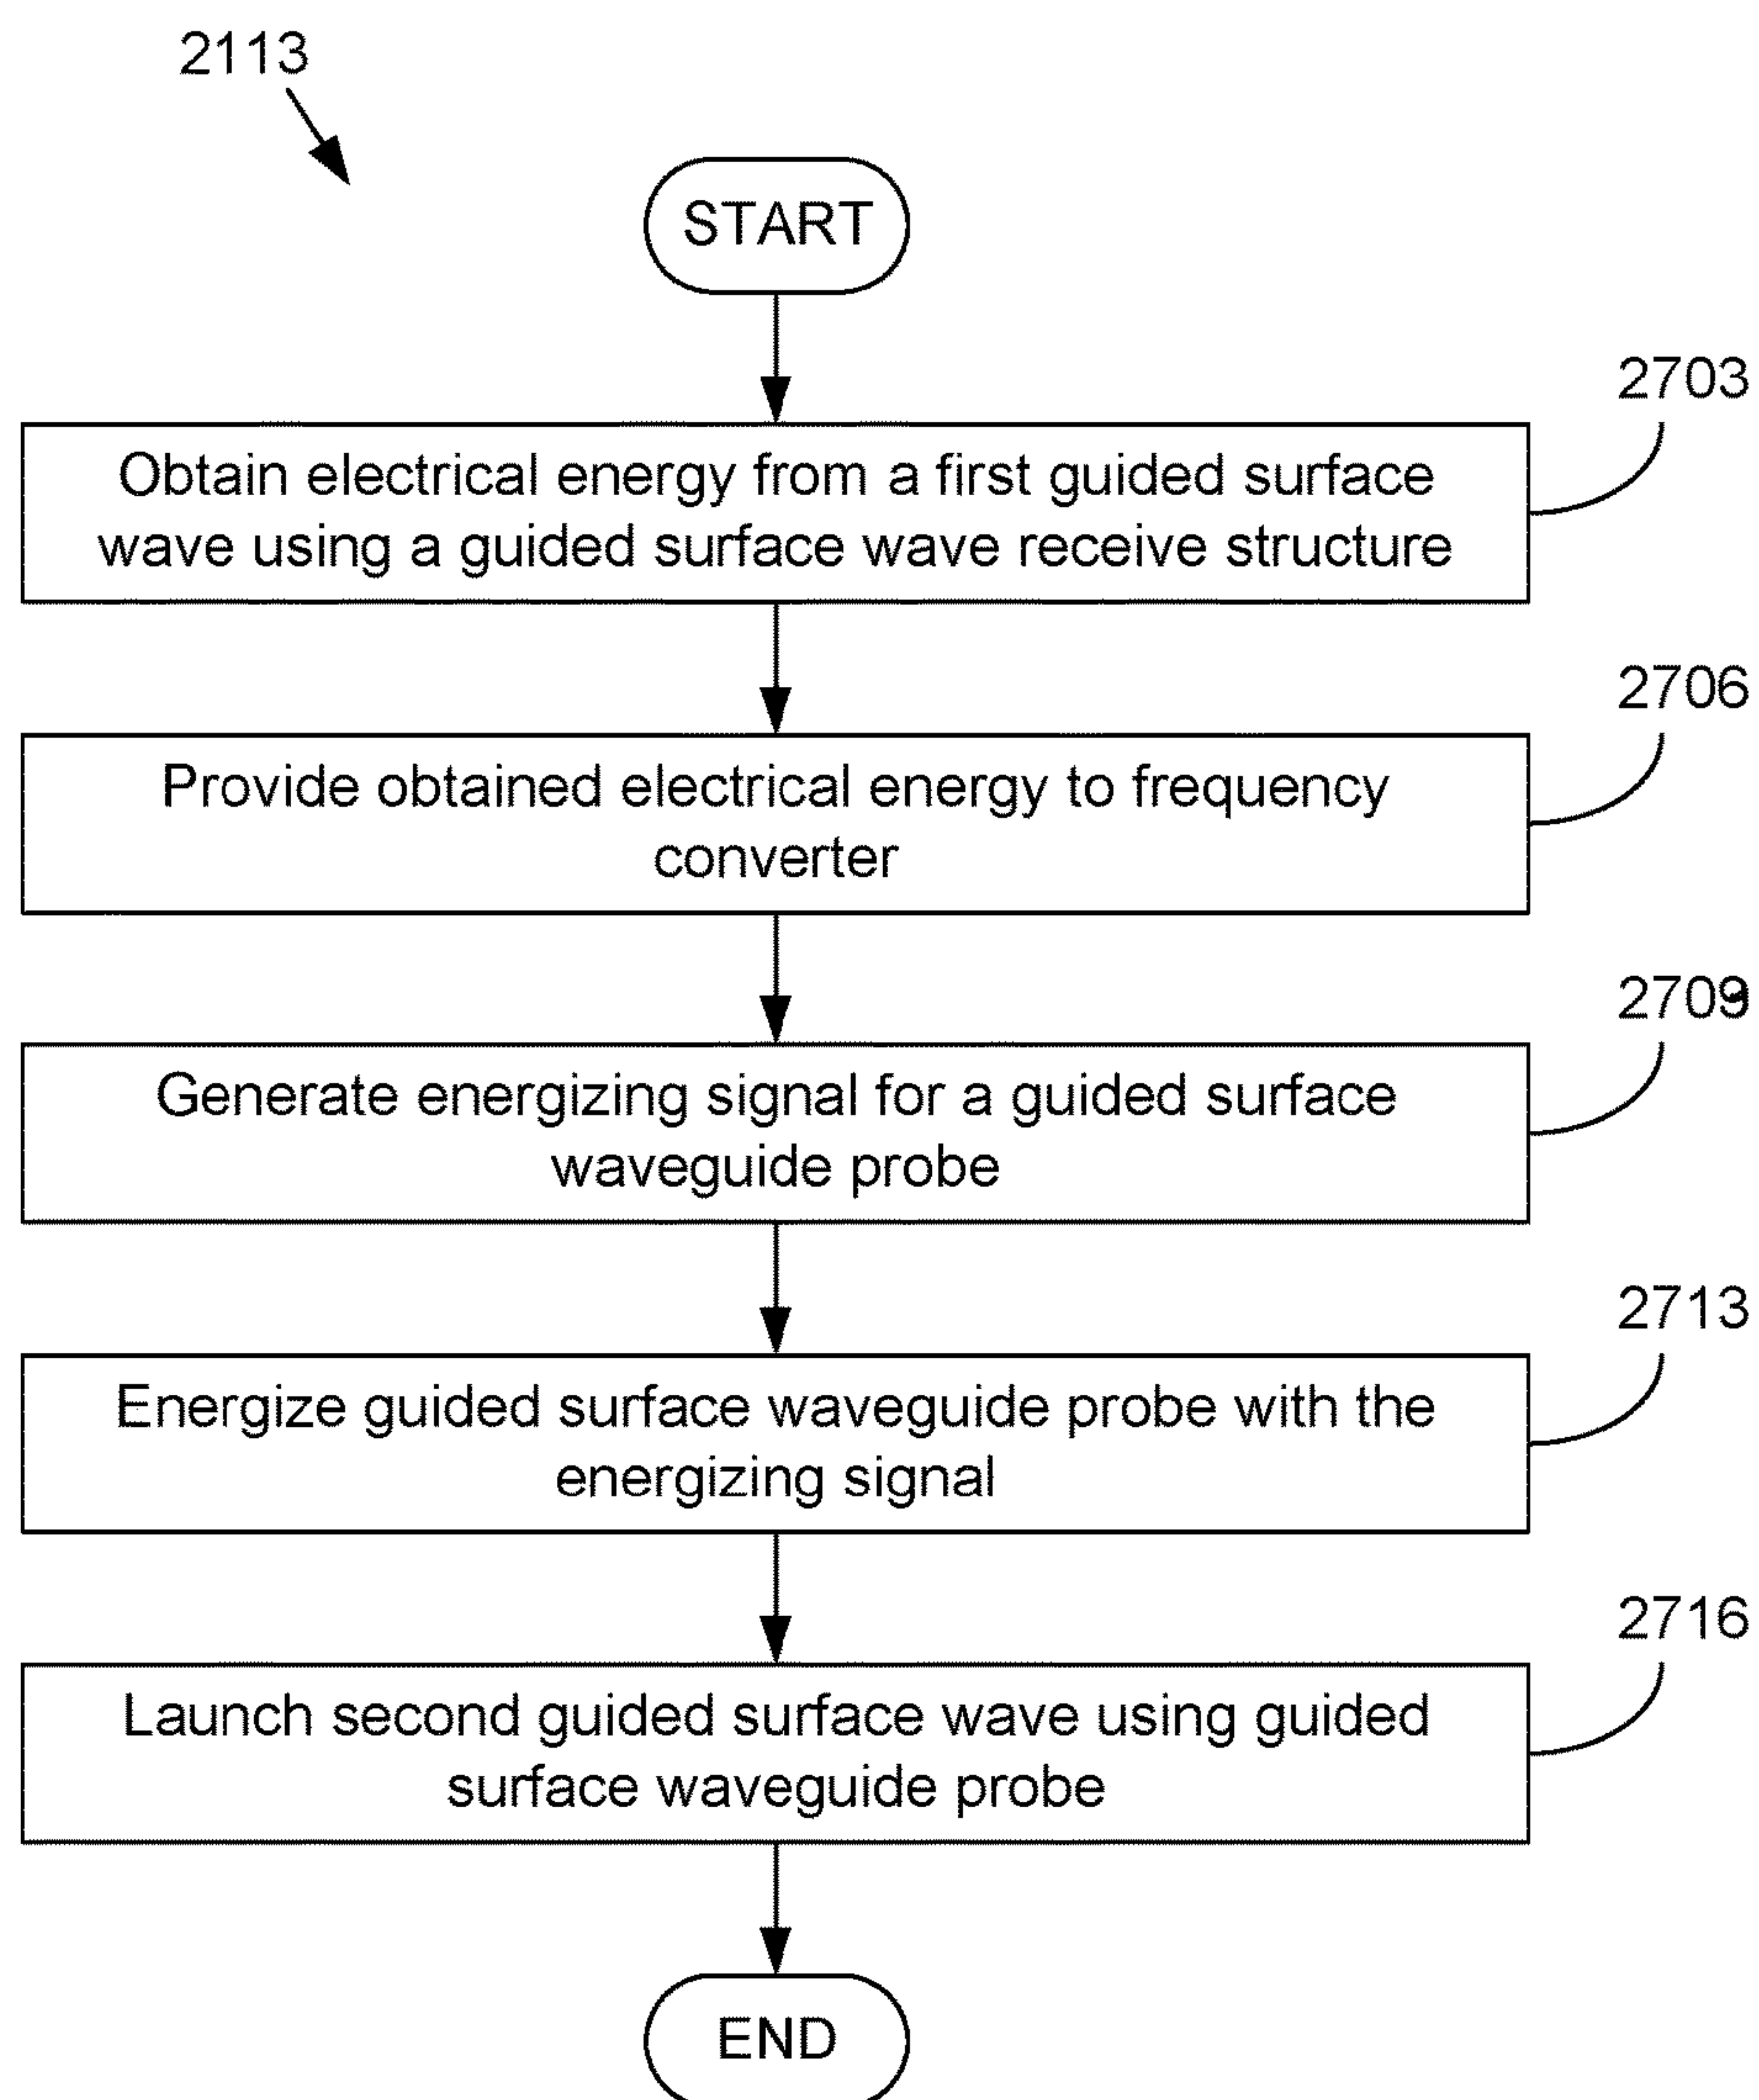 2113
START
2703
Obtain electrical energy from a first guided surface
wave using a guided surface wave receive structure
2706
Provide obtained electrical energy to frequency
converter
2709
Generate energizing signal for a guided surface
waveguide probe
2713
Energize guided surface waveguide probe with the
energizing signal
2716
Launch second guided surface wave using guided
surface waveguide probe
END